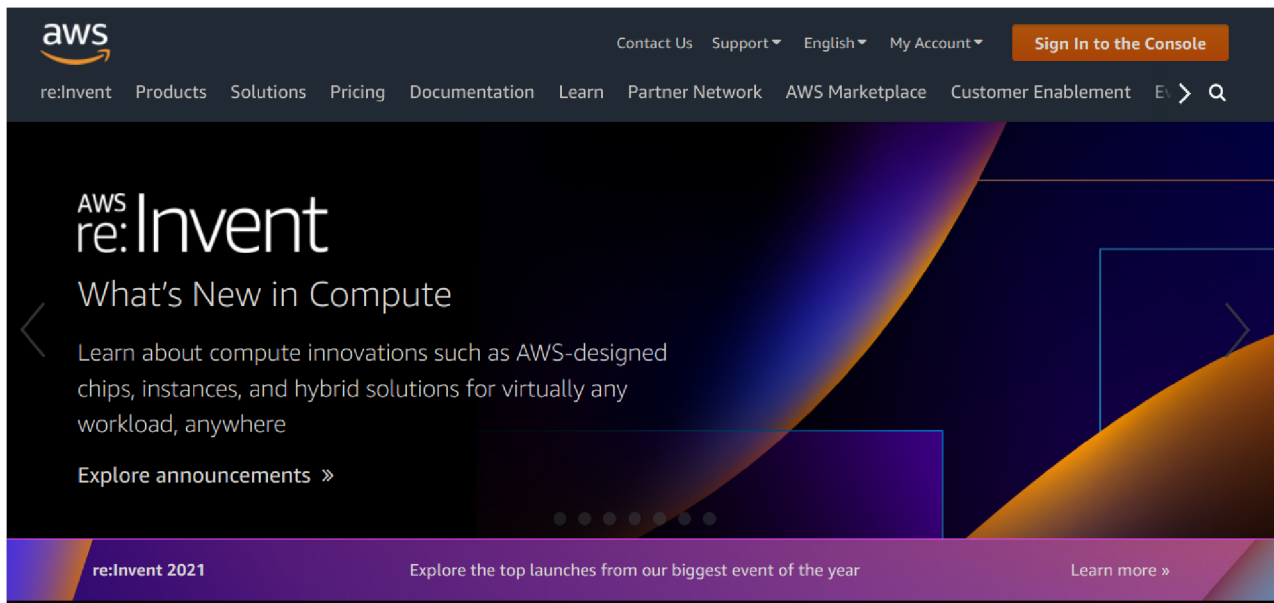 aws
Contact Us Support English My Account Sign In to the Console
re:Invent Products Solutions Pricing Documentation Learn Partner Network AWS Marketplace Customer Enablement
AWS
re:Invent
What's New in Compute
Learn about compute innovations such as AWS-designed
chips, instances, and hybrid solutions for virtually any
workload, anywhere
Explore announcements »
re:Invent 2021 Explore the top launches from our biggest event of the year Learn more »